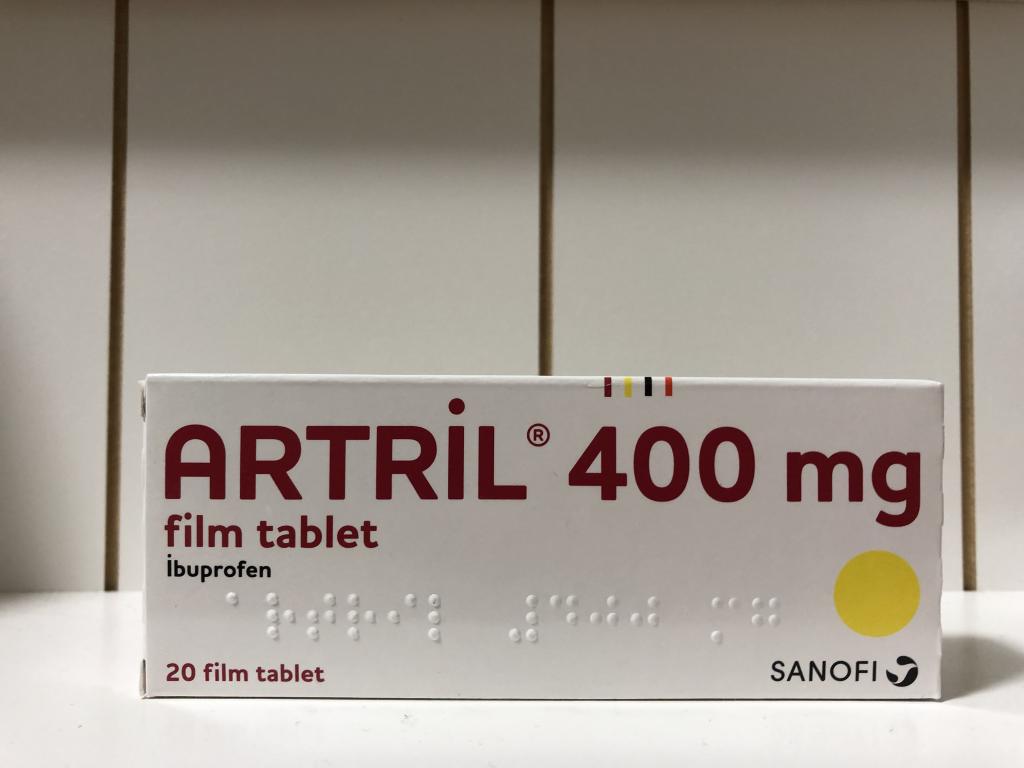 ARTRİL® 400 mg
film tablet
İbuprofen
20 film tablet
SANOFI